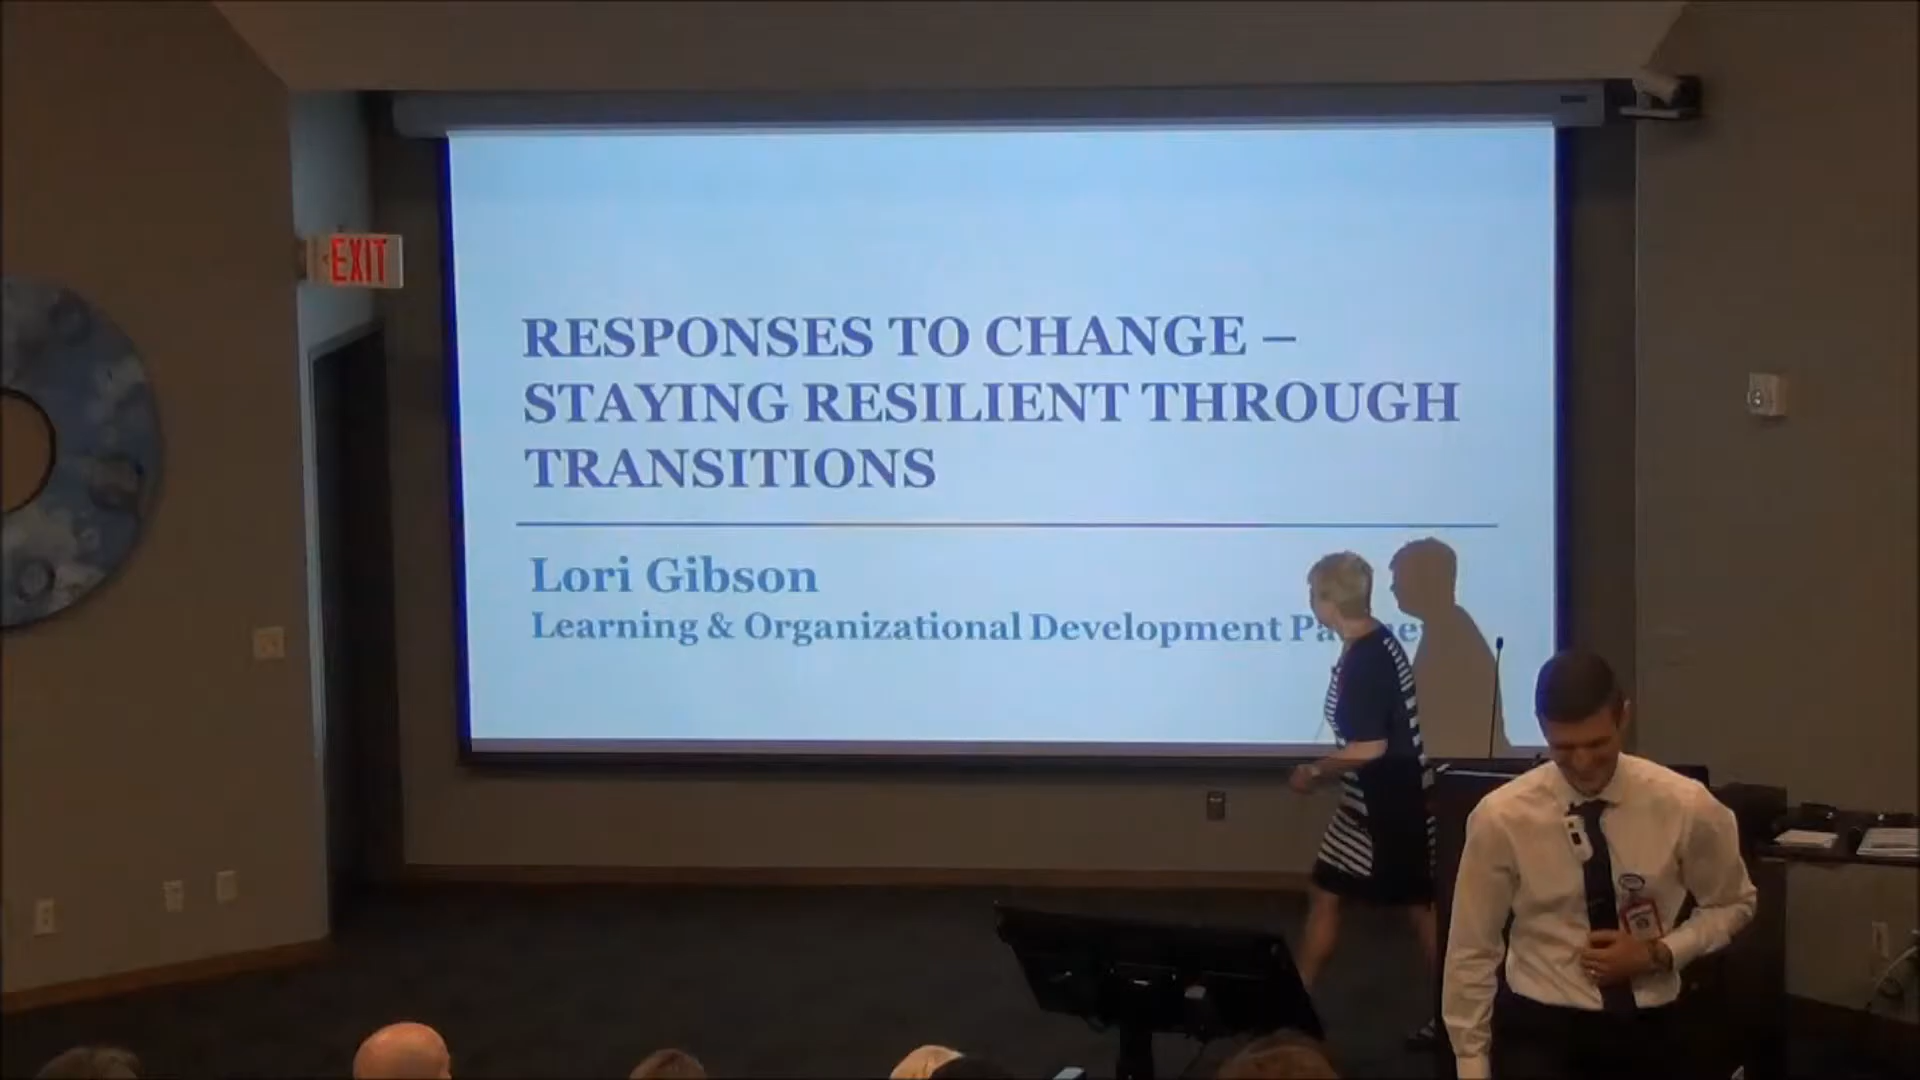 EXIT
RESPONSES TO CHANGE –
STAYING RESILIENT THROUGH
TRANSITIONS
Lori Gibson
Learning & Organizational Development